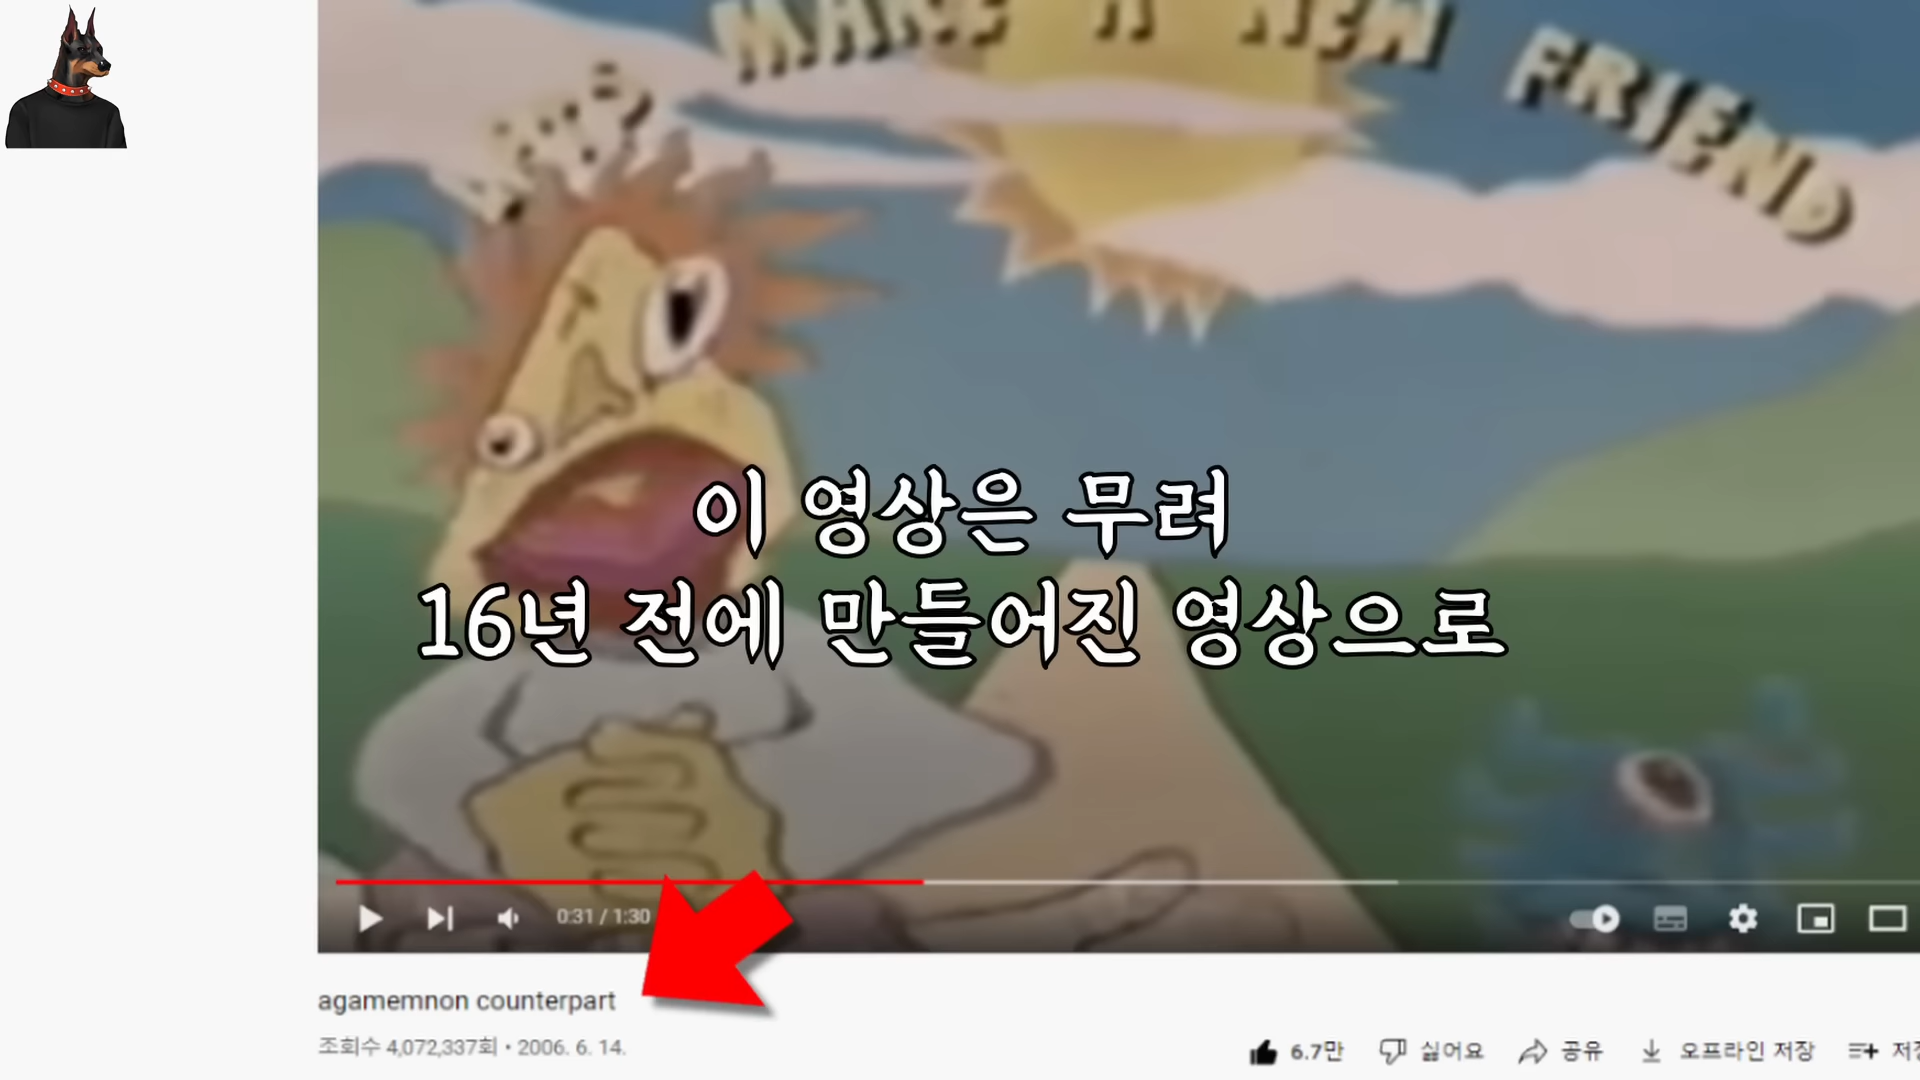 MAKE A NEW FRIEND
이 영상은 무려
16년 전에 만들어진 영상으로
0:31 / 1:30
agamemnon counterpart
조회수 4,072,337회 • 2006. 6. 14.
6.7만 싫어요 공유 오프라인 저장